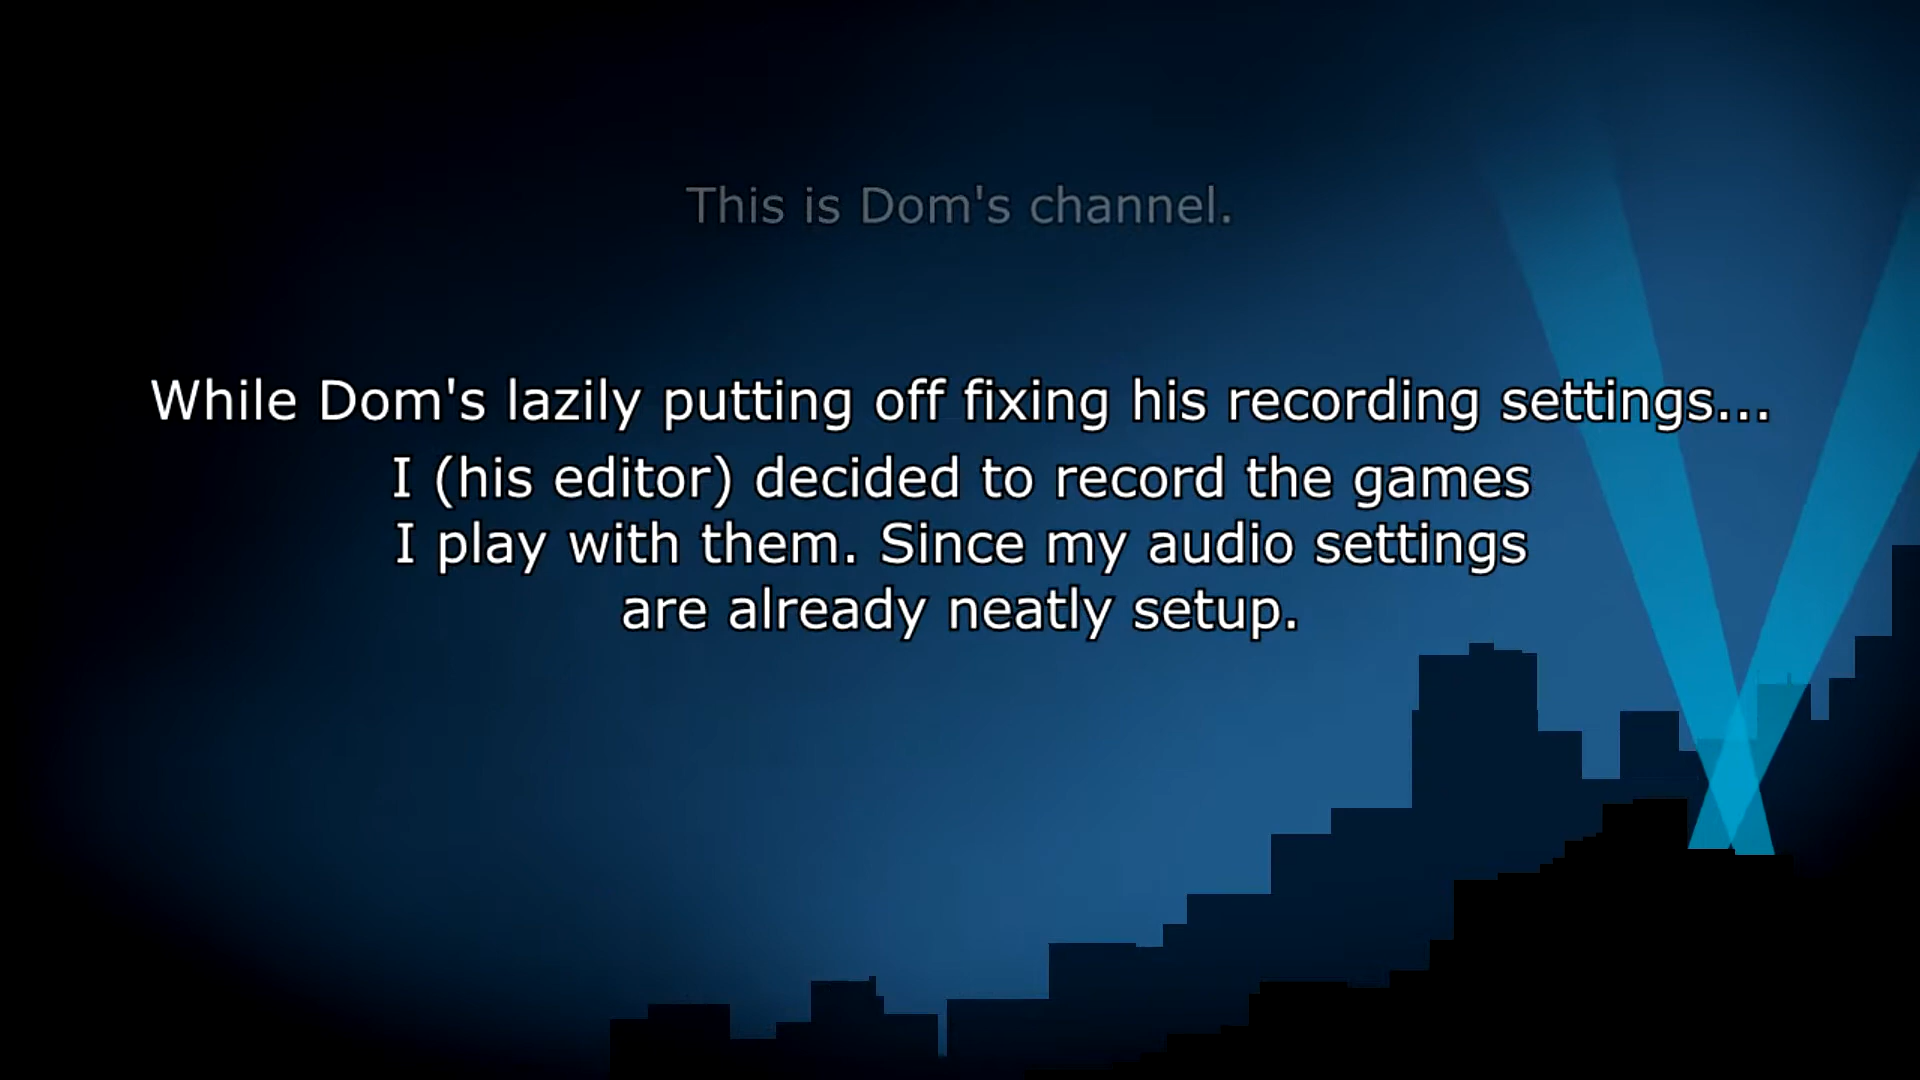 This is Dom's channel.
While Dom's lazily putting off fixing his recording settings...
I (his editor) decided to record the games
I play with them. Since my audio settings
are already neatly setup.